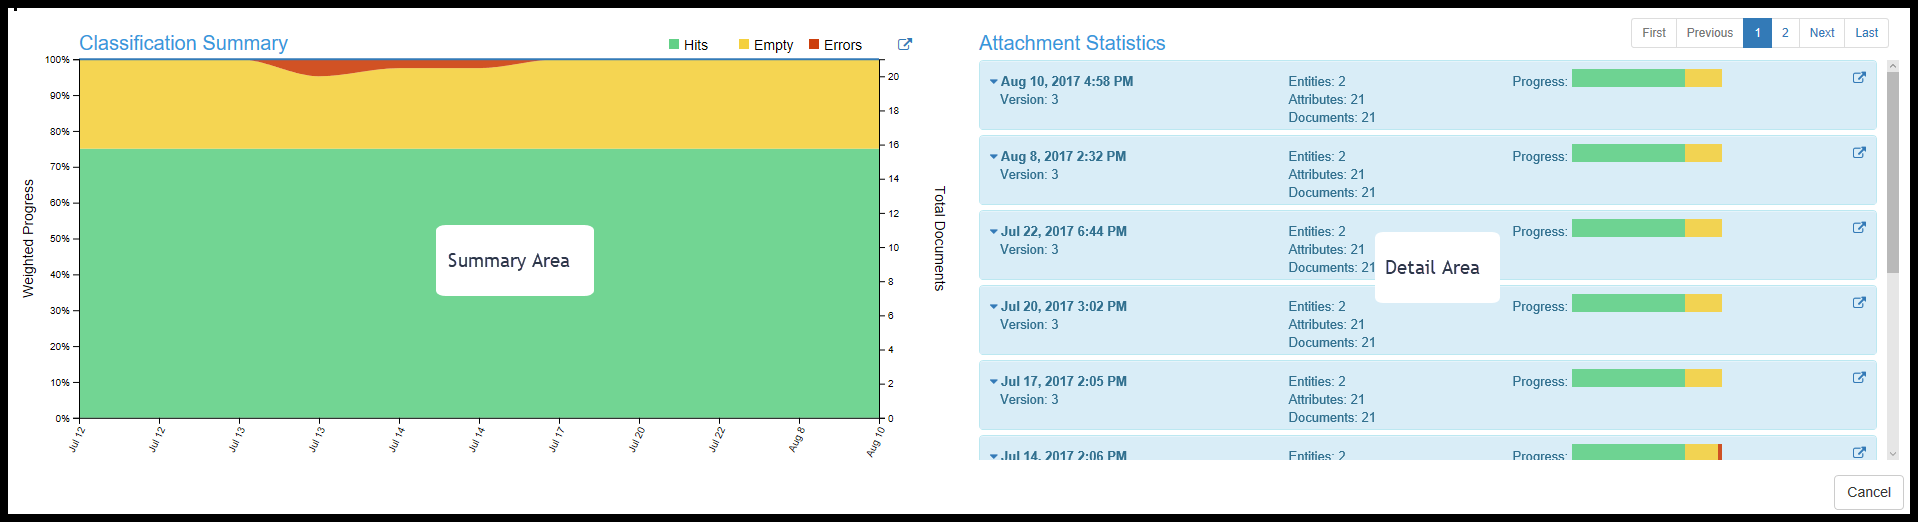 Classification Summary
Hits Empty Errors
100%
90%
80%
70%
60%
50%
40%
30%
20%
10%
0%
Weighted Progress
20
18
16
14
12
10
8
6
4
2
0
Total Documents
Jul 12 Jul 12 Jul 13 Jul 13 Jul 14 Jul 14 Jul 17 Jul 20 Jul 22 Aug 8 Aug 10
Summary Area
Attachment Statistics
First Previous 1 2 Next Last
Aug 10, 2017 4:58 PM Entities: 2 Progress:
Version: 3 Attributes: 21
Documents: 21
Aug 8, 2017 2:32 PM Entities: 2 Progress:
Version: 3 Attributes: 21
Documents: 21
Jul 22, 2017 6:44 PM Entities: 2 Progress:
Version: 3 Attributes: 21
Documents: 21
Detail Area
Jul 20, 2017 3:02 PM Entities: 2 Progress:
Version: 3 Attributes: 21
Documents: 21
Jul 17, 2017 2:05 PM Entities: 2 Progress:
Version: 3 Attributes: 21
Documents: 21
Jul 14, 2017 2:06 PM Entities: 2 Progress:
Cancel